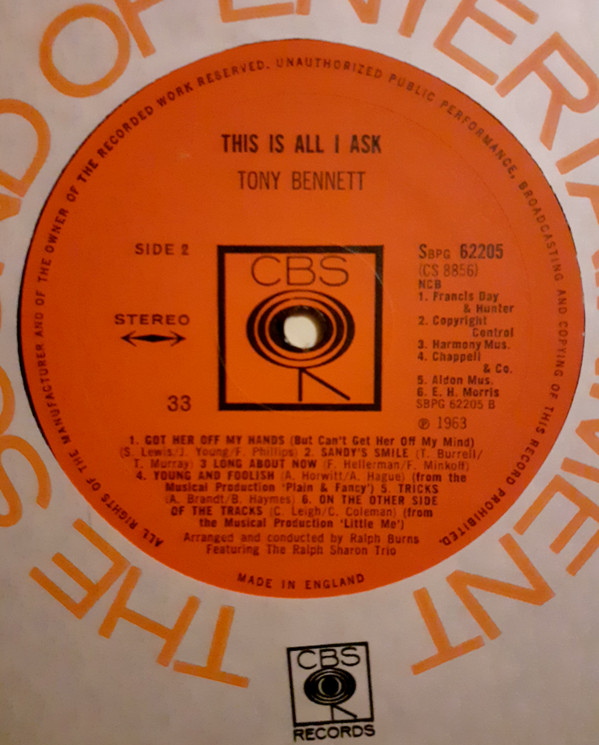 THE SOUND OF ENTERTAINMENT
ALL RIGHTS OF THE MANUFACTURER AND OF THE OWNER OF THE RECORDED WORK RESERVED. UNAUTHORIZED PUBLIC PERFORMANCE, BROADCASTING AND COPYING OF THIS RECORD PROHIBITED.
THIS IS ALL I ASK
TONY BENNETT
SIDE 2
STEREO
33
CBS
SBPG 62205
(CS 8856)
NCB
1. Francis Day
& Hunter
2. Copyright
Control
3. Harmony Mus.
4. Chappell
& Co.
5. Aldon Mus.
6. E. H. Morris
SBPG 62205 B
℗ 1963
1. GOT HER OFF MY HANDS (But Can't Get Her Off My Mind)
(S. Lewis/J. Young/F. Phillips) 2. SANDY'S SMILE (T. Burrell/
T. Murray) 3 LONG ABOUT NOW (F. Hellerman/F. Minkoff)
4. YOUNG AND FOOLISH (A. Horwitt/A. Hague) (from the
Musical Production 'Plain & Fancy') 5. TRICKS
(A. Brandt/B. Haymes) 6. ON THE OTHER SIDE
OF THE TRACKS (C. Leigh/C. Coleman) (from
the Musical Production 'Little Me')
Arranged and conducted by Ralph Burns
Featuring The Ralph Sharon Trio
MADE IN ENGLAND
CBS
RECORDS